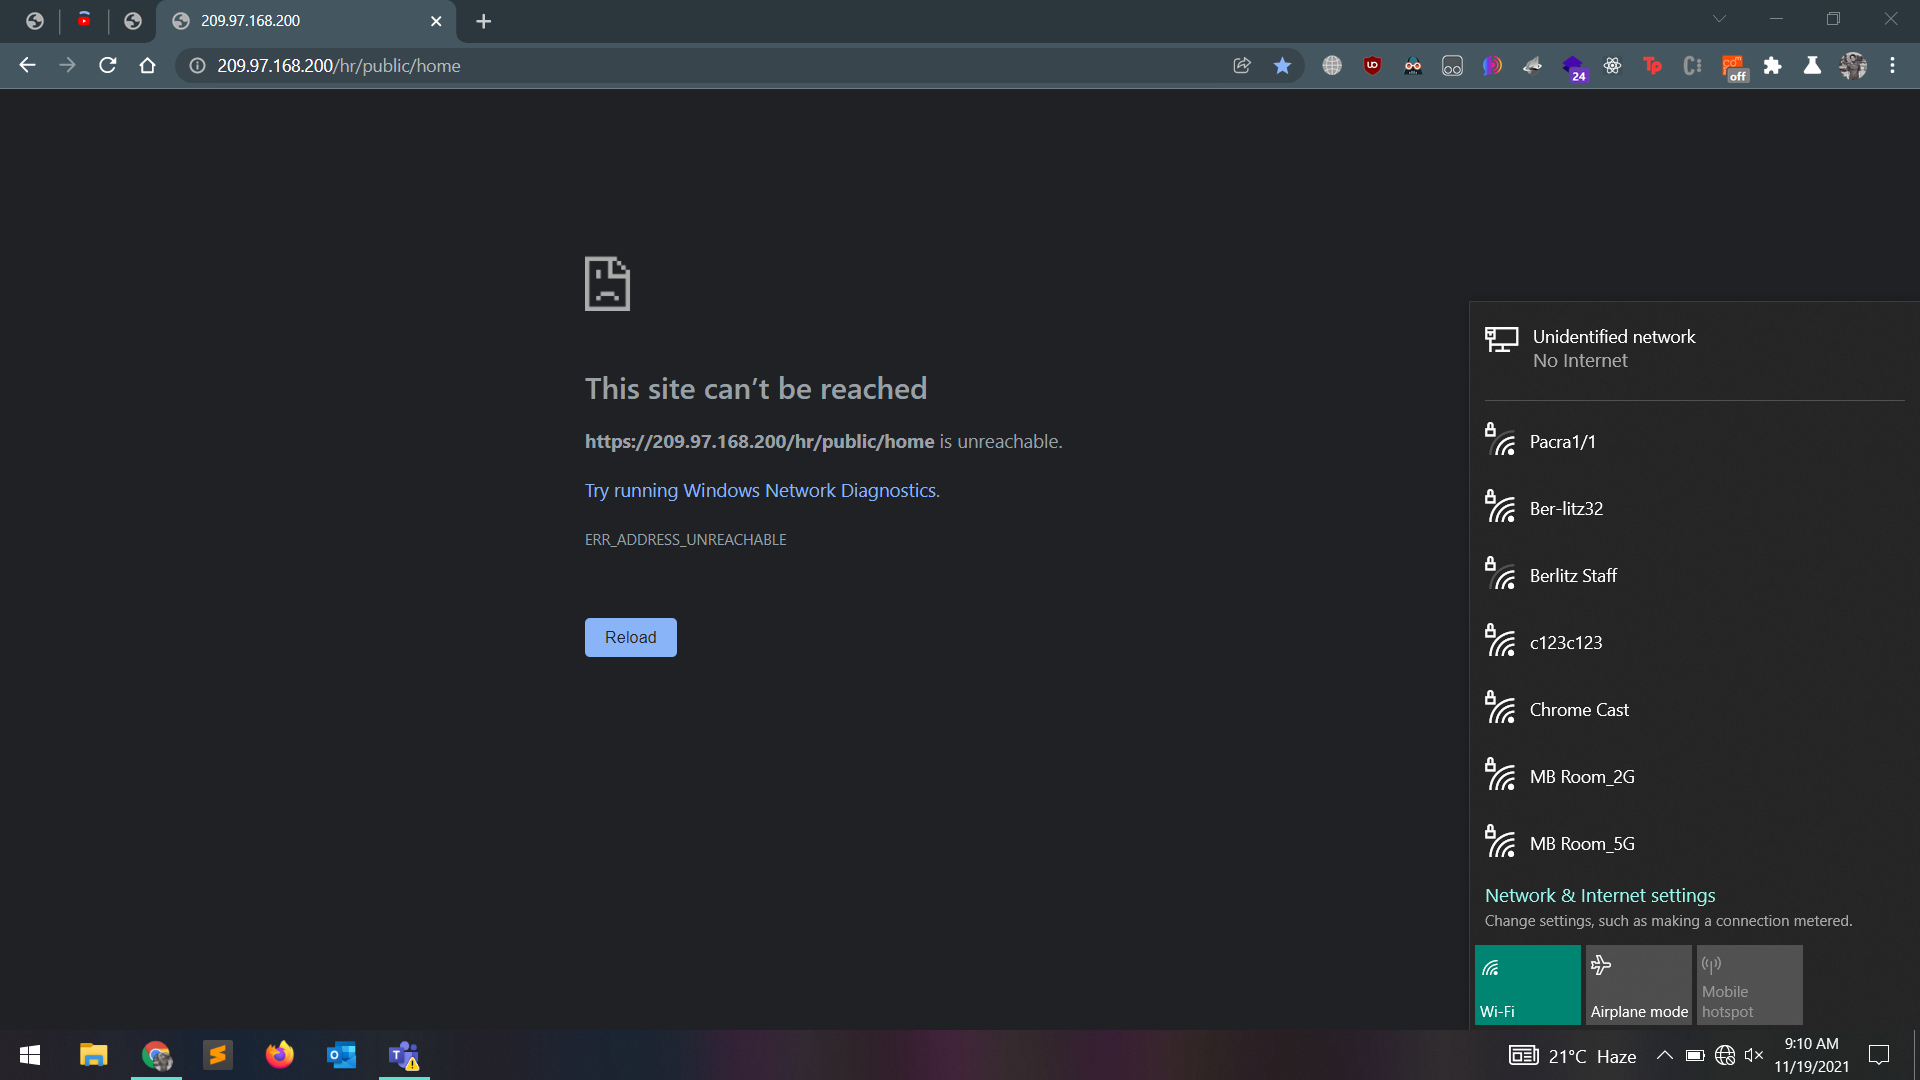 209.97.168.200
209.97.168.200/hr/public/home
UD
24
Tp
off
This site can’t be reached
https://209.97.168.200/hr/public/home is unreachable.
Try running Windows Network Diagnostics.
ERR_ADDRESS_UNREACHABLE
Reload
Unidentified network
No Internet
Pacra1/1
Ber-litz32
Berlitz Staff
c123c123
Chrome Cast
MB Room_2G
MB Room_5G
Network & Internet settings
Change settings, such as making a connection metered.
Wi-Fi
Airplane mode
Mobile
hotspot
21°C Haze
9:10 AM
11/19/2021